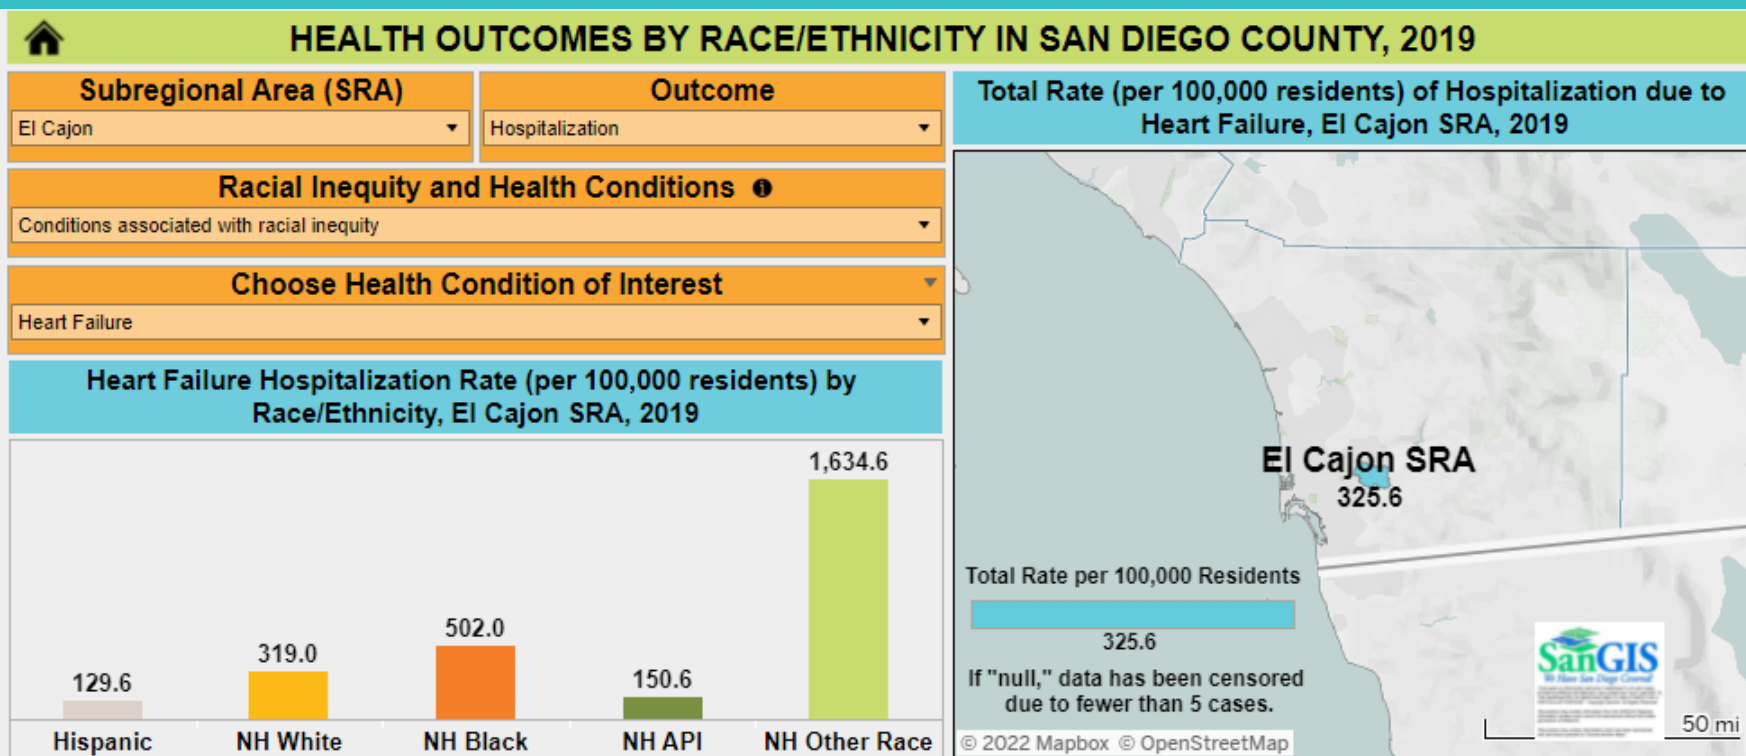 HEALTH OUTCOMES BY RACE/ETHNICITY IN SAN DIEGO COUNTY, 2019
Subregional Area (SRA)
El Cajon
Outcome
Hospitalization
Racial Inequity and Health Conditions
Conditions associated with racial inequity
Choose Health Condition of Interest
Heart Failure
Heart Failure Hospitalization Rate (per 100,000 residents) by
Race/Ethnicity, El Cajon SRA, 2019
129.6
319.0
502.0
150.6
1,634.6
Hispanic
NH White
NH Black
NH API
NH Other Race
Total Rate (per 100,000 residents) of Hospitalization due to
Heart Failure, El Cajon SRA, 2019
El Cajon SRA
325.6
Total Rate per 100,000 Residents
325.6
If "null," data has been censored
due to fewer than 5 cases.
SanGIS
We Have San Diego Covered!
50 mi
© 2022 Mapbox © OpenStreetMap